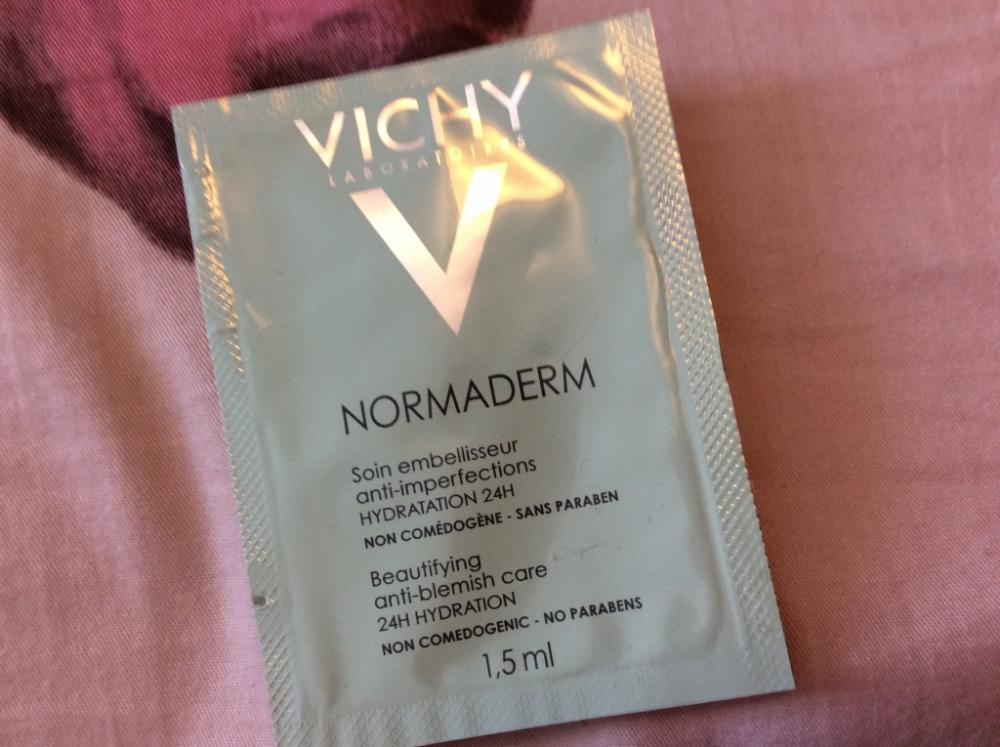 VICHY
LABORATOIRES
V
NORMADERM
Soin embellisseur
anti-imperfections
HYDRATATION 24H
NON COMÉDOGÈNE - SANS PARABEN
Beautifying
anti-blemish care
24H HYDRATION
NON COMEDOGENIC - NO PARABENS
1,5 ml